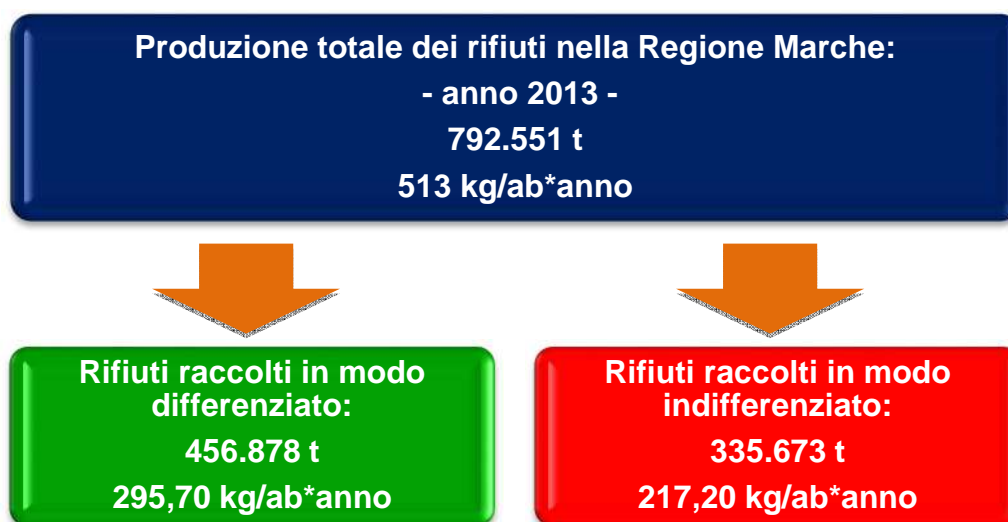 Produzione totale dei rifiuti nella Regione Marche:
- anno 2013 -
792.551 t
513 kg/ab*anno
Rifiuti raccolti in modo
differenziato:
456.878 t
295,70 kg/ab*anno
Rifiuti raccolti in modo
indifferenziato:
335.673 t
217,20 kg/ab*anno